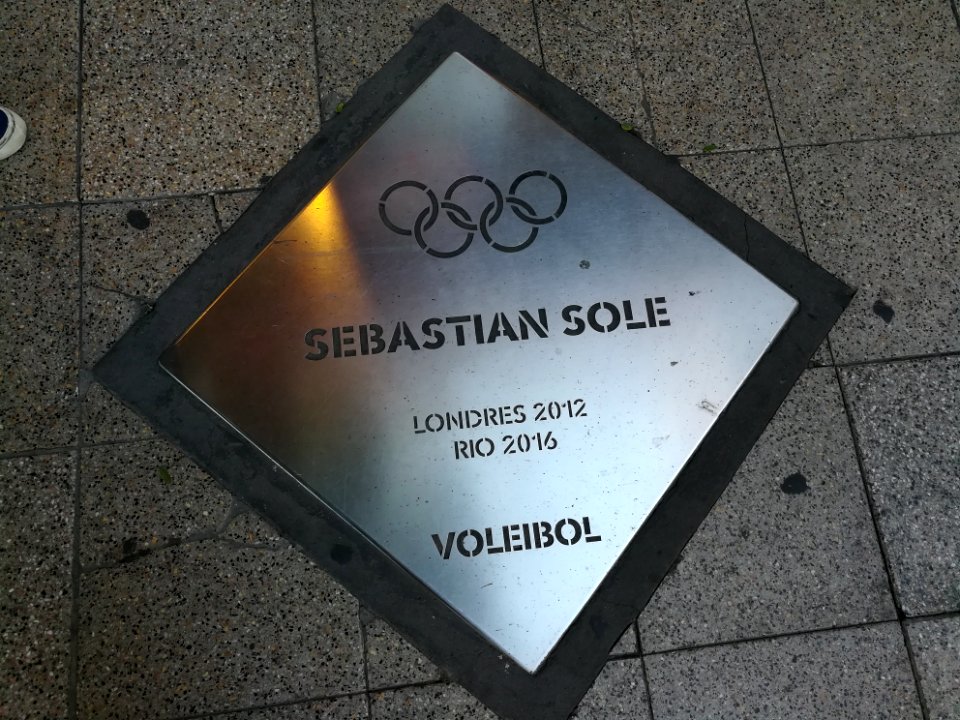 SEBASTIAN SOLE
LONDRES 2012
RIO 2016
VOLEIBOL